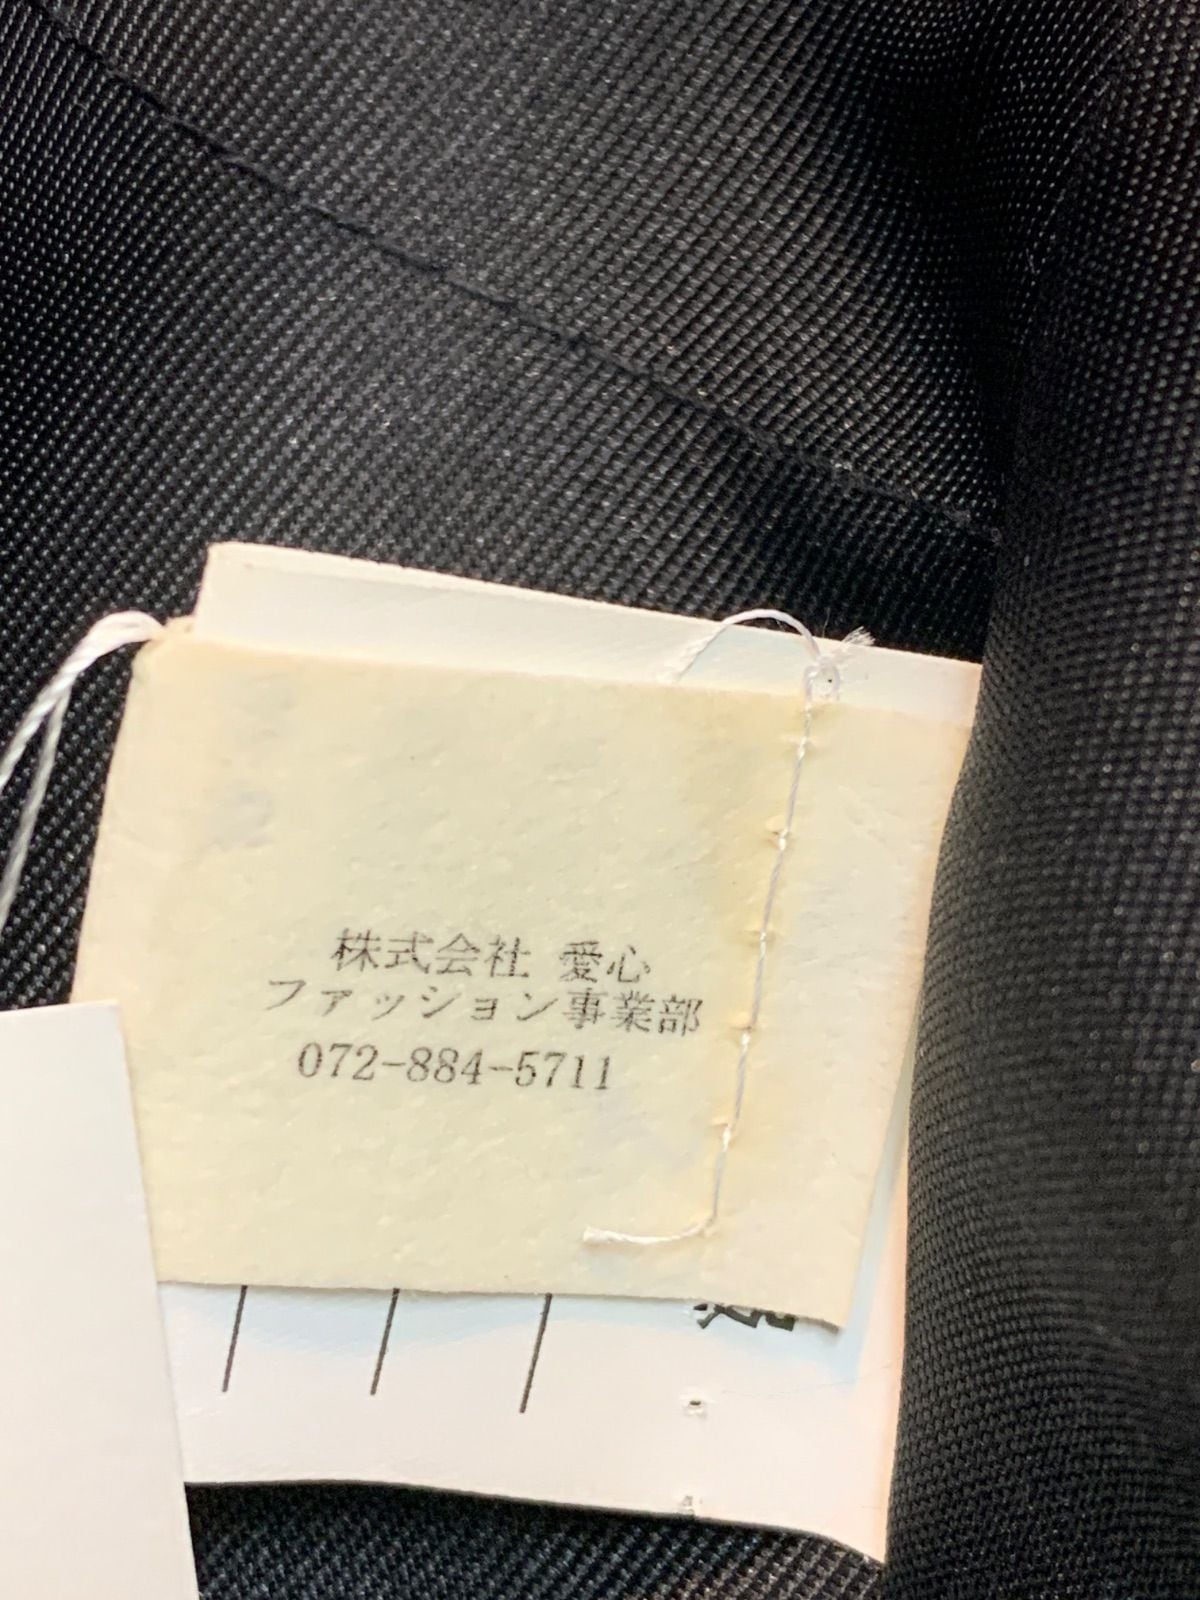 株式会社 愛心
ファッション事業部
072-884-5711